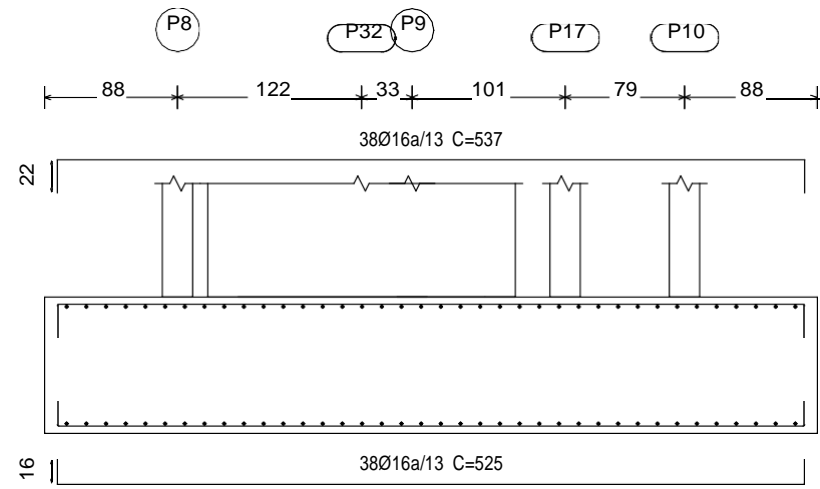 P8 P32 P9 P17 P10
88 122 33 101 79 88
38Ø16a/13 C=537
22
38Ø16a/13 C=525
16